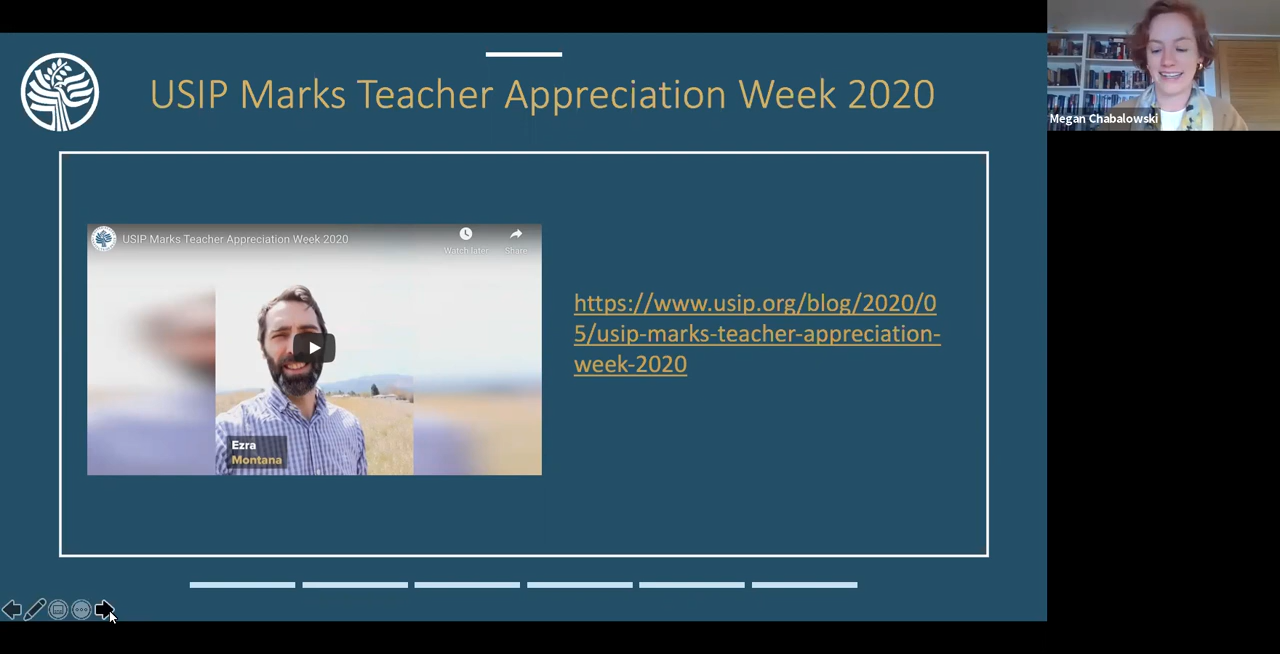 USIP Marks Teacher Appreciation Week 2020
Megan Chabalowski
USIP Marks Teacher Appreciation Week 2020
Watch later
Share
https://www.usip.org/blog/2020/0
5/usip-marks-teacher-appreciation-
week-2020
Ezra
Montana